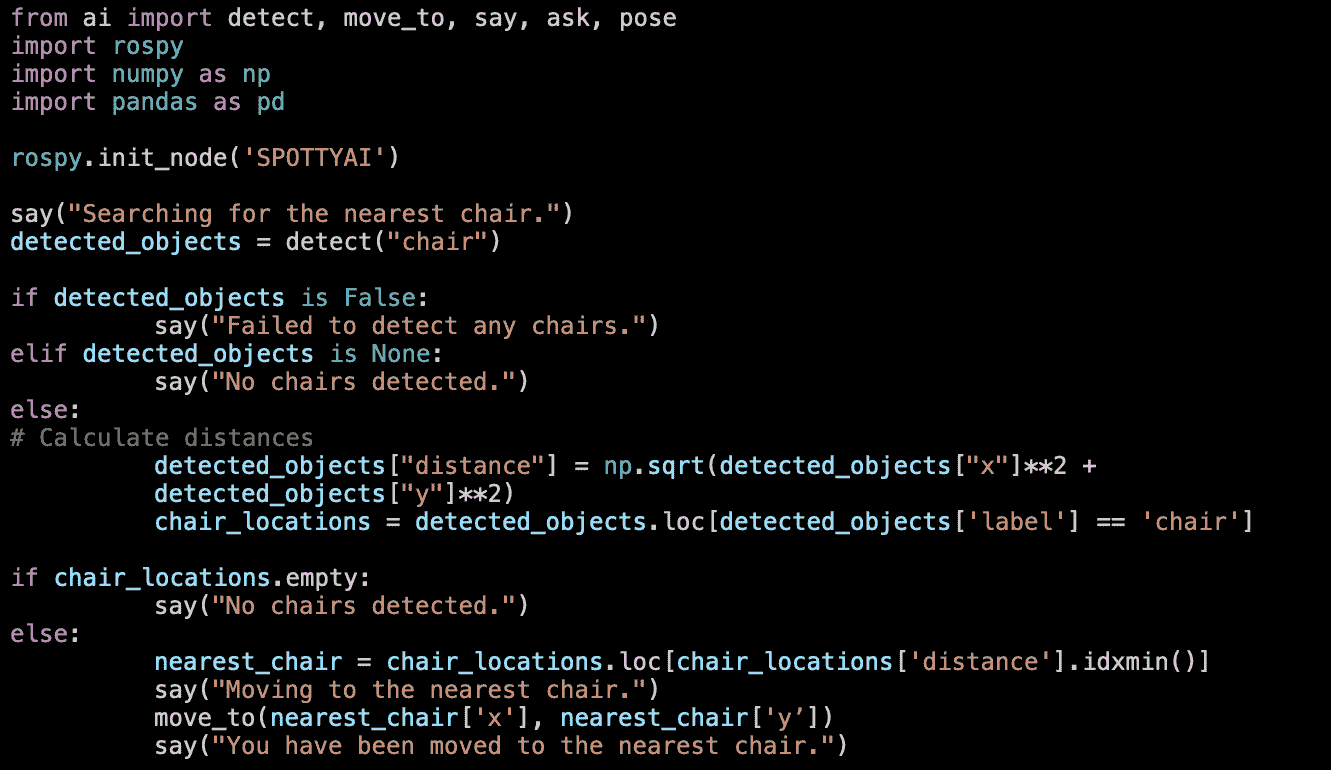 from ai import detect, move_to, say, ask, pose
import rospy
import numpy as np
import pandas as pd

rospy.init_node('SPOTTYAI')

say("Searching for the nearest chair.")
detected_objects = detect("chair")

if detected_objects is False:
          say("Failed to detect any chairs.")
elif detected_objects is None:
          say("No chairs detected.")
else:
# Calculate distances
          detected_objects["distance"] = np.sqrt(detected_objects["x"]**2 +
          detected_objects["y"]**2)
          chair_locations = detected_objects.loc[detected_objects['label'] == 'chair']

if chair_locations.empty:
          say("No chairs detected.")
else:
          nearest_chair = chair_locations.loc[chair_locations['distance'].idxmin()]
          say("Moving to the nearest chair.")
          move_to(nearest_chair['x'], nearest_chair['y’])
          say("You have been moved to the nearest chair.")